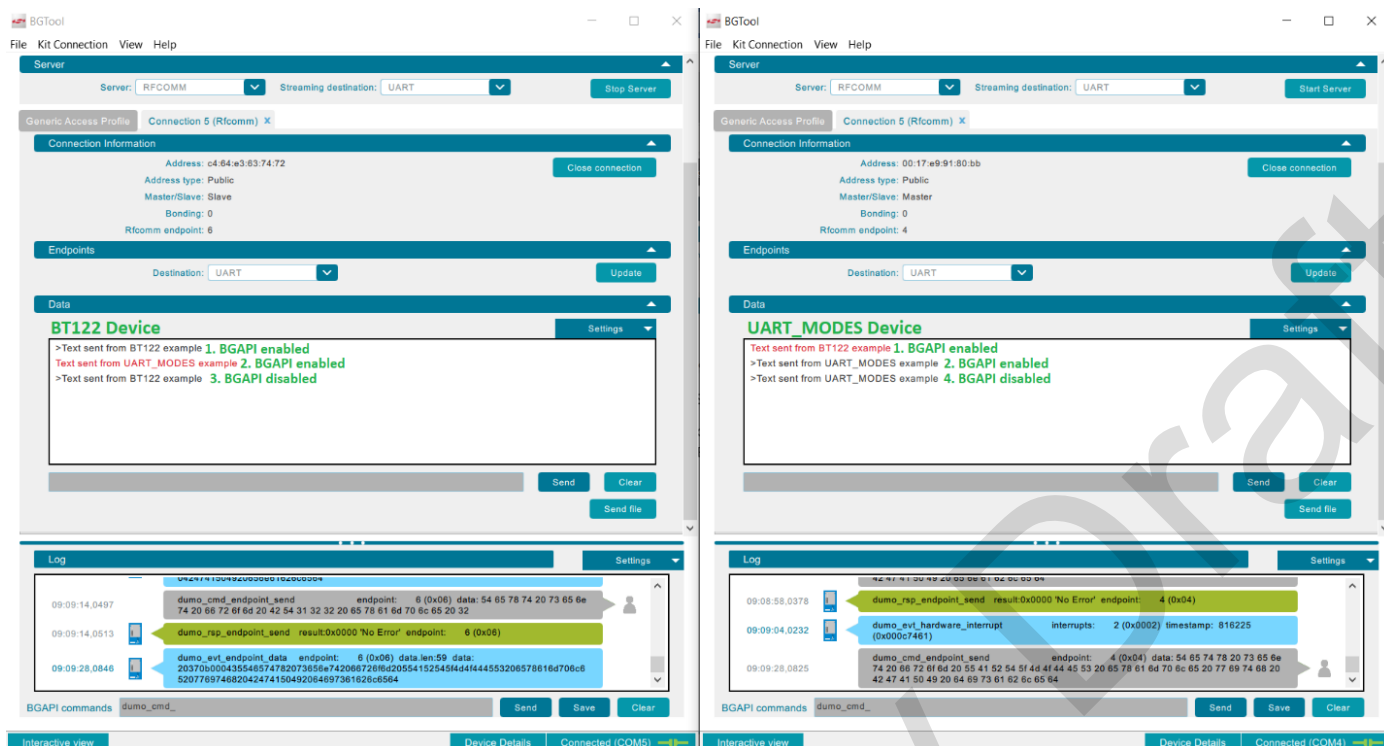 BGTool
File Kit Connection View Help
Server
Server: RFCOMM Streaming destination: UART Stop Server
Generic Access Profile Connection 5 (Rfcomm) X
Connection Information
Address: c4:64:e3:63:74:72 Close connection
Address type: Public
Master/Slave: Slave
Bonding: 0
Rfcomm endpoint: 6
Endpoints
Destination: UART Update
Data
BT122 Device Settings
>Text sent from BT122 example 1. BGAPI enabled
Text sent from UART_MODES example 2. BGAPI enabled
>Text sent from BT122 example 3. BGAPI disabled
Send Clear
Send file
Log Settings
09:09:14,0497 dumo_cmd_endpoint_send endpoint: 6 (0x06) data: 54 65 78 74 20 73 65 6e
74 20 66 72 6f 6d 20 42 54 31 32 32 20 65 78 61 6d 70 6c 65 20 32
09:09:14,0513 dumo_rsp_endpoint_send result:0x0000 'No Error' endpoint: 6 (0x06)
dumo_evt_endpoint_data endpoint: 6 (0x06) data.len:59 data:
09:09:28,0846
BGAPI commands dumo_cmd_ Send Save Clear
Interactive view Device Details Connected (COM5)
BGTool
File Kit Connection View Help
Server
Server: RFCOMM Streaming destination: UART Start Server
Generic Access Profile Connection 5 (Rfcomm) X
Connection Information
Address: 00:17:e9:91:80:bb Close connection
Address type: Public
Master/Slave: Master
Bonding: 0
Rfcomm endpoint: 4
Endpoints
Destination: UART Update
Data
UART_MODES Device Settings
Text sent from BT122 example 1. BGAPI enabled
>Text sent from UART_MODES example 2. BGAPI enabled
>Text sent from UART_MODES example 4. BGAPI disabled
Send Clear
Send file
Log Settings
09:08:58,0378 dumo_rsp_endpoint_send result:0x0000 'No Error' endpoint: 4 (0x04)
09:09:04,0232 dumo_evt_hardware_interrupt interrupts: 2 (0x0002) timestamp: 816225
(0x000c7461)
dumo_cmd_endpoint_send endpoint: 4 (0x04) data: 54 65 78 74 20 73 65 6e
09:09:28,0825 74 20 66 72 6f 6d 20 55 41 52 54 5f 4d 4f 44 45 53 20 65 78 61 6d 70 6c 65 20 77 69 74 68 20
42 47 41 50 49 20 64 69 73 61 62 6c 65 64
BGAPI commands dumo_cmd_ Send Save Clear
Interactive view Device Details Connected (COM4)
Draft